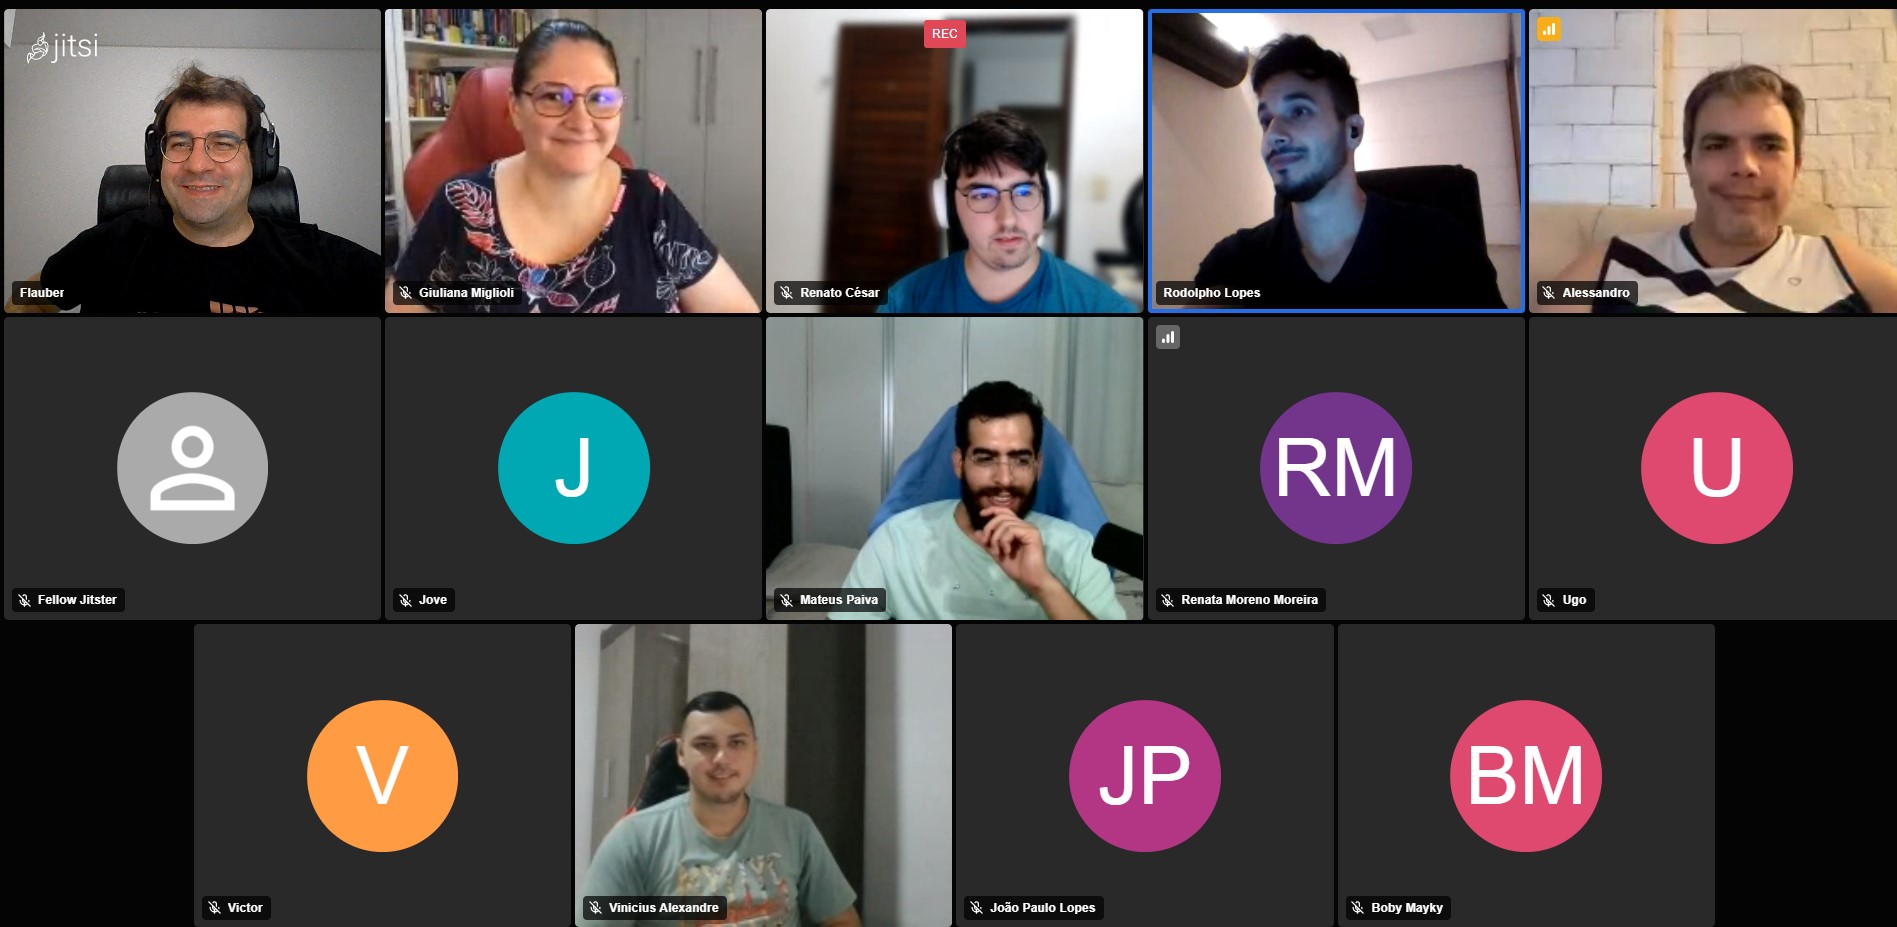 jitsi
REC
Flauber
Giuliana Miglioli
Renato César
Rodolpho Lopes
Alessandro
J
RM
U
Fellow Jitster
Jove
Mateus Paiva
Renata Moreno Moreira
Ugo
V
JP
BM
Victor
Vinicius Alexandre
João Paulo Lopes
Boby Mayky